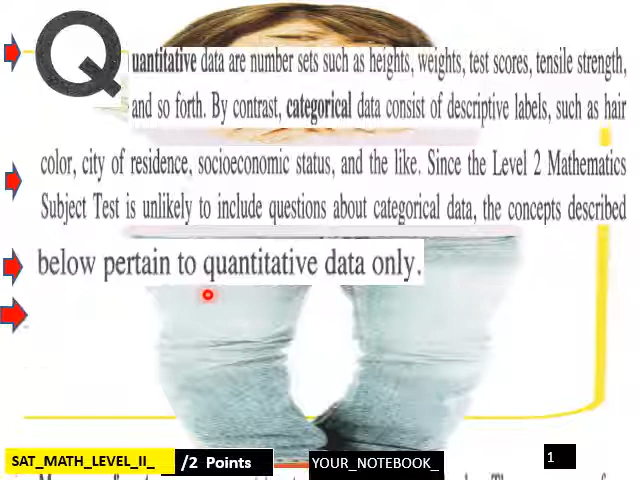 Quantitative data are number sets such as heights, weights, test scores, tensile strength,
and so forth. By contrast, categorical data consist of descriptive labels, such as hair
color, city of residence, socioeconomic status, and the like. Since the Level 2 Mathematics
Subject Test is unlikely to include questions about categorical data, the concepts described
below pertain to quantitative data only.
SAT_MATH_LEVEL_II_ /2 Points YOUR_NOTEBOOK_ 1